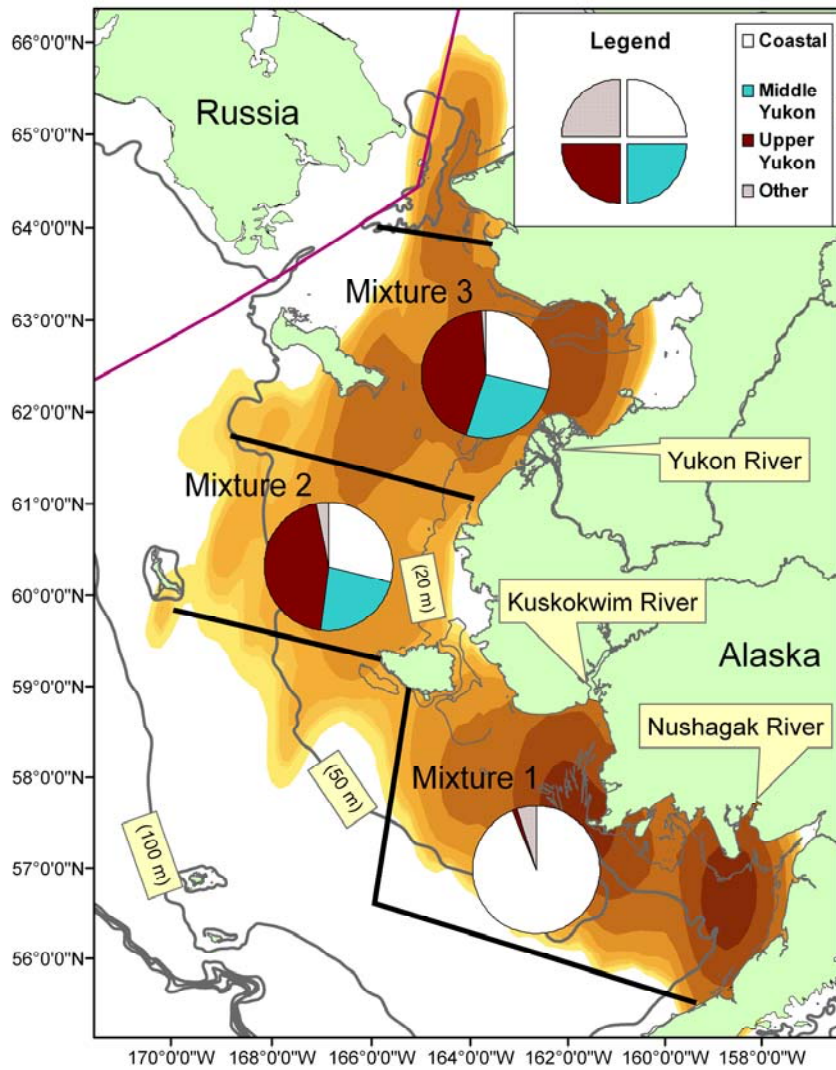 66°0'0"N
65°0'0"N
64°0'0"N
63°0'0"N
62°0'0"N
61°0'0"N
60°0'0"N
59°0'0"N
58°0'0"N
57°0'0"N
56°0'0"N
Legend
Coastal
Middle
Yukon
Upper
Yukon
Other
Russia
Mixture 3
Yukon River
Mixture 2
(20 m)
Kuskokwim River
Alaska
Nushagak River
Mixture 1
(50 m)
(100 m)
170°0'0"W
168°0'0"W
166°0'0"W
164°0'0"W
162°0'0"W
160°0'0"W
158°0'0"W